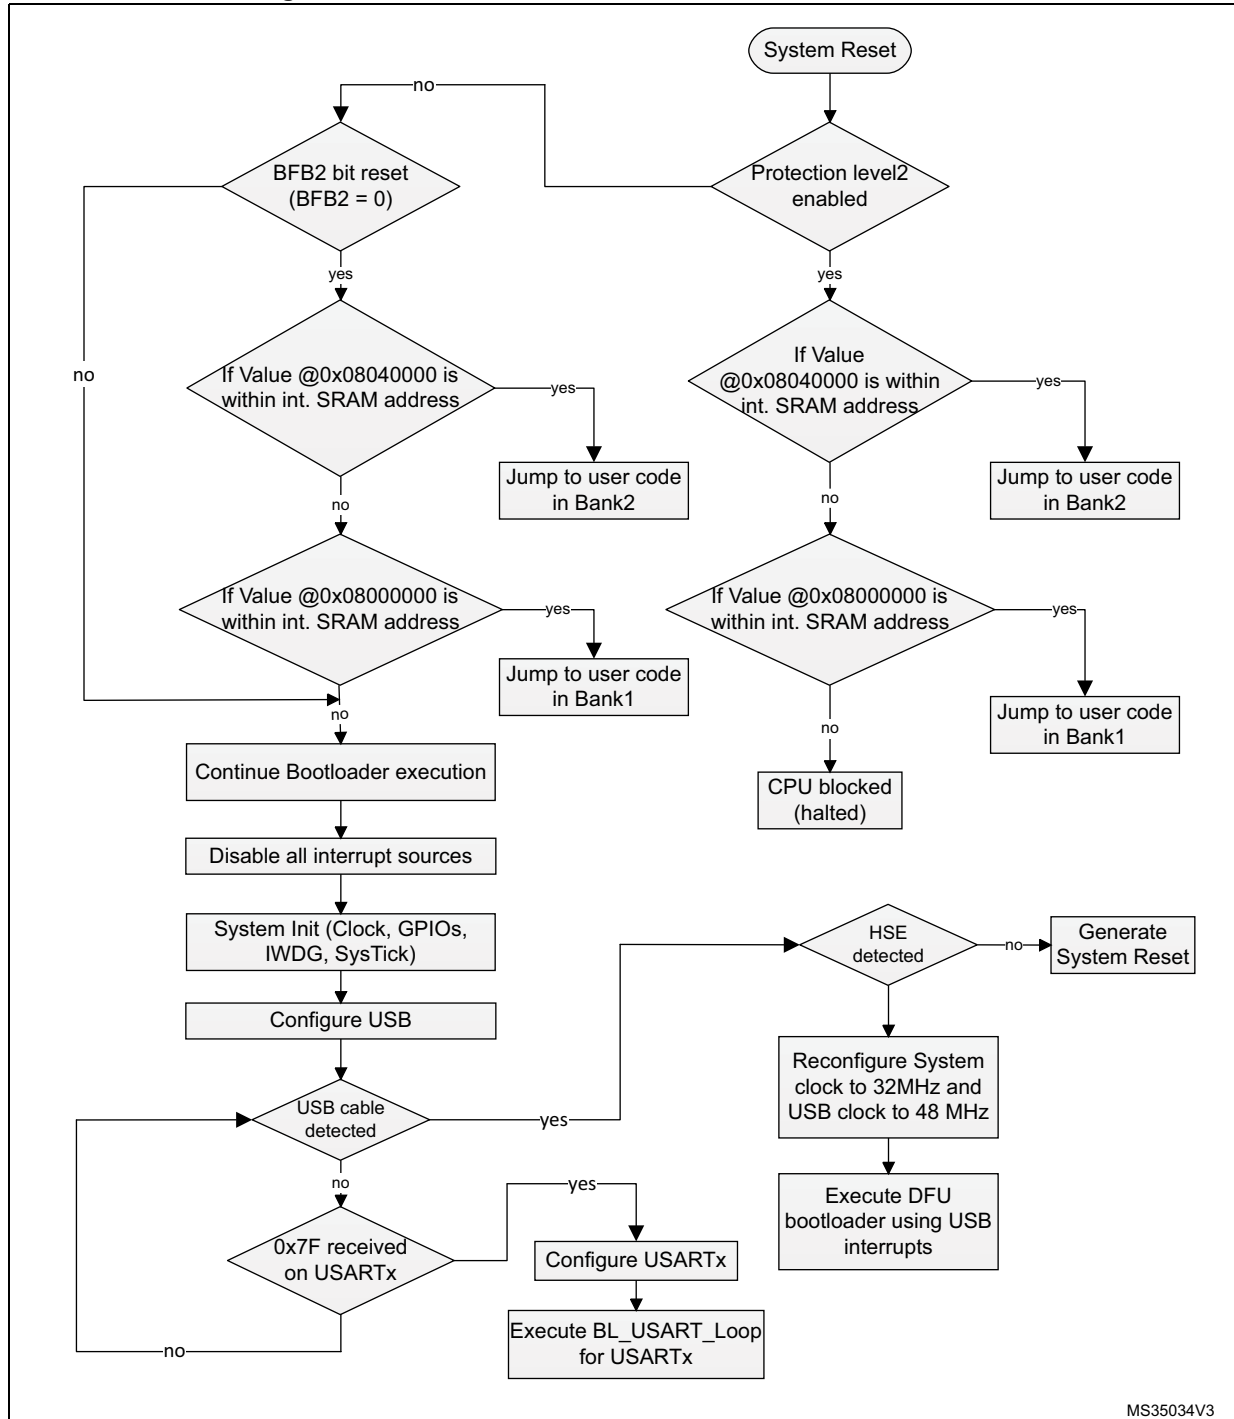 System Reset
no
BFB2 bit reset
(BFB2 = 0)
Protection level2
enabled
yes
yes
no
If Value @0x08040000 is
within int. SRAM address
yes
If Value
@0x08040000 is within
int. SRAM address
yes
Jump to user code
in Bank2
Jump to user code
in Bank2
no
no
If Value @0x08000000 is
within int. SRAM address
yes
If Value @0x08000000 is
within int. SRAM address
yes
Jump to user code
in Bank1
Jump to user code
in Bank1
no
no
Continue Bootloader execution
CPU blocked
(halted)
Disable all interrupt sources
System Init (Clock, GPIOs,
IWDG, SysTick)
HSE
detected
no
Generate
System Reset
Configure USB
Reconfigure System
clock to 32MHz and
USB clock to 48 MHz
USB cable
detected
yes
no
yes
Execute DFU
bootloader using USB
interrupts
0x7F received
on USARTx
Configure USARTx
Execute BL_USART_Loop
for USARTx
no
MS35034V3